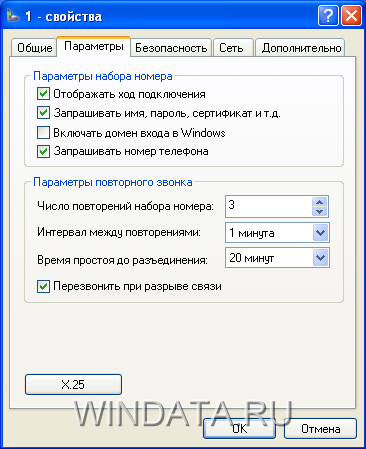 1 - свойства
Общие Параметры Безопасность Сеть Дополнительно
Параметры набора номера
Отображать ход подключения
Запрашивать имя, пароль, сертификат и т.д.
Включать домен входа в Windows
Запрашивать номер телефона
Параметры повторного звонка
Число повторений набора номера: 3
Интервал между повторениями: 1 минута
Время простоя до разъединения: 20 минут
Перезвонить при разрыве связи
X.25
WINDATA.RU
OK Отмена